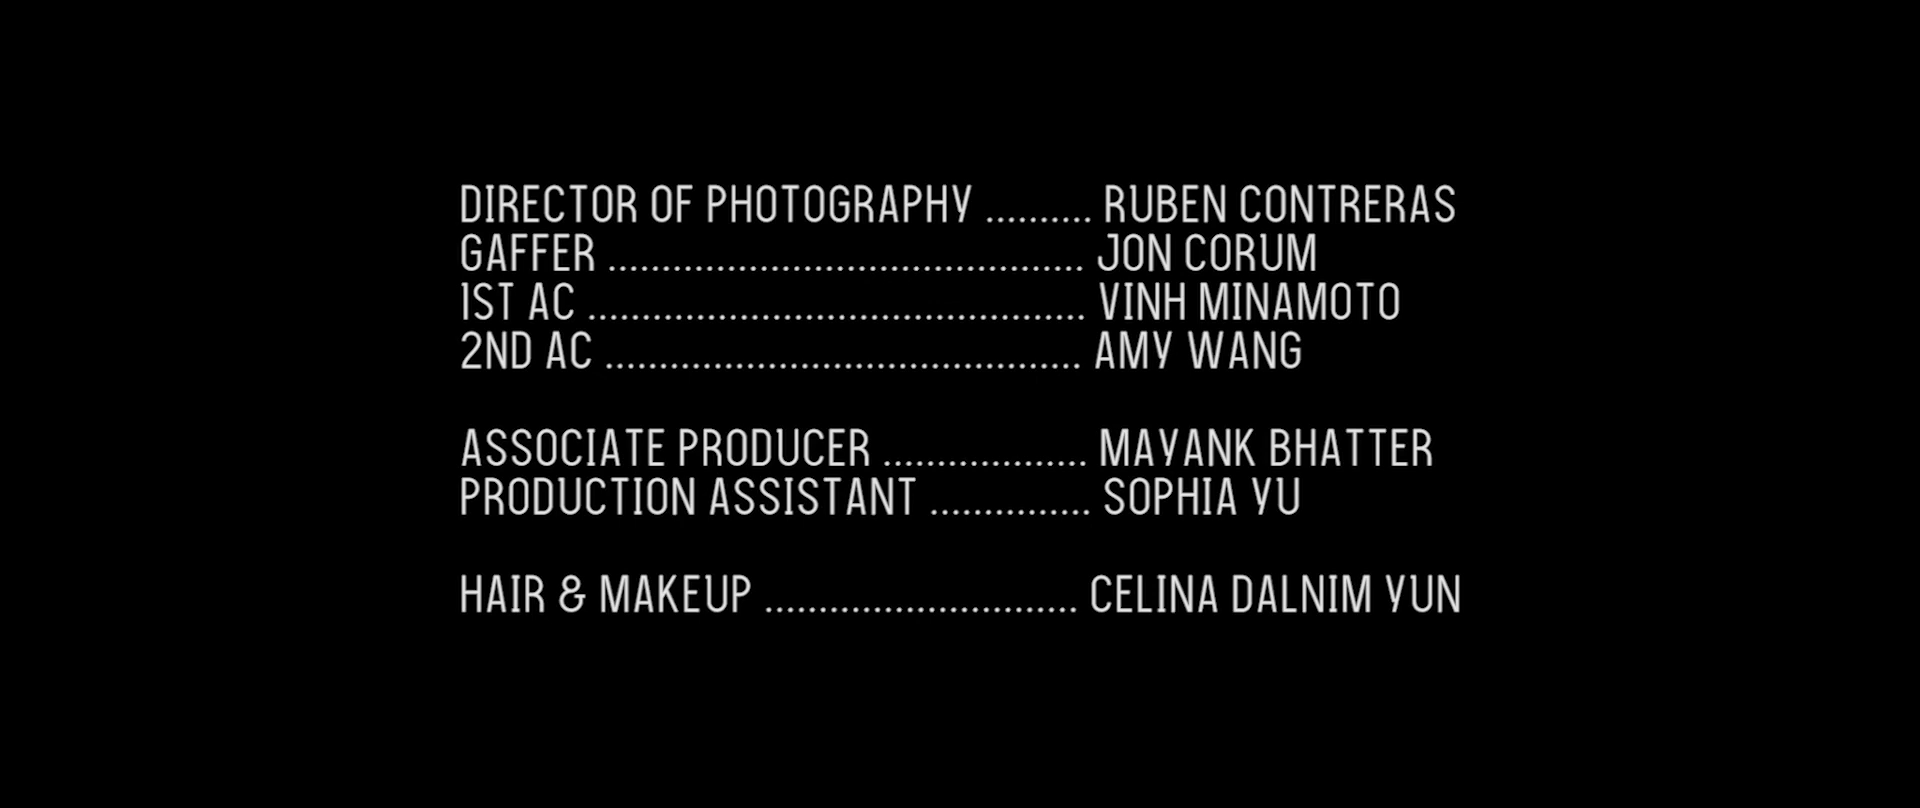 DIRECTOR OF PHOTOGRAPHY .......... RUBEN CONTRERAS
GAFFER ............................................ JON CORUM
1ST AC .............................................. VINH MINAMOTO
2ND AC ............................................ AMY WANG
ASSOCIATE PRODUCER ................... MAYANK BHATTER
PRODUCTION ASSISTANT ............... SOPHIA YU
HAIR & MAKEUP ............................. CELINA DALNIM YUN